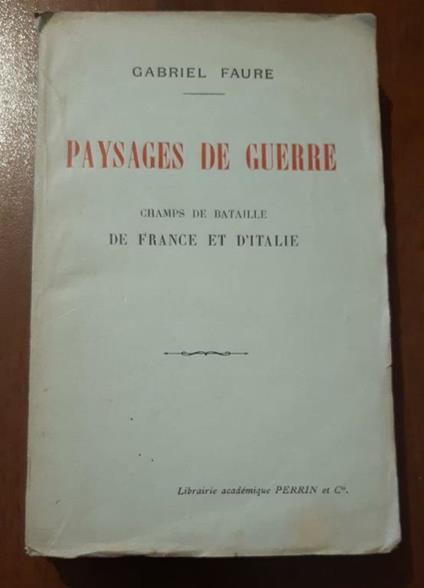 GABRIEL FAURE
PAYSAGES DE GUERRE
CHAMPS DE BATAILLE
DE FRANCE ET D'ITALIE
Librairie académique PERRIN et Cie.